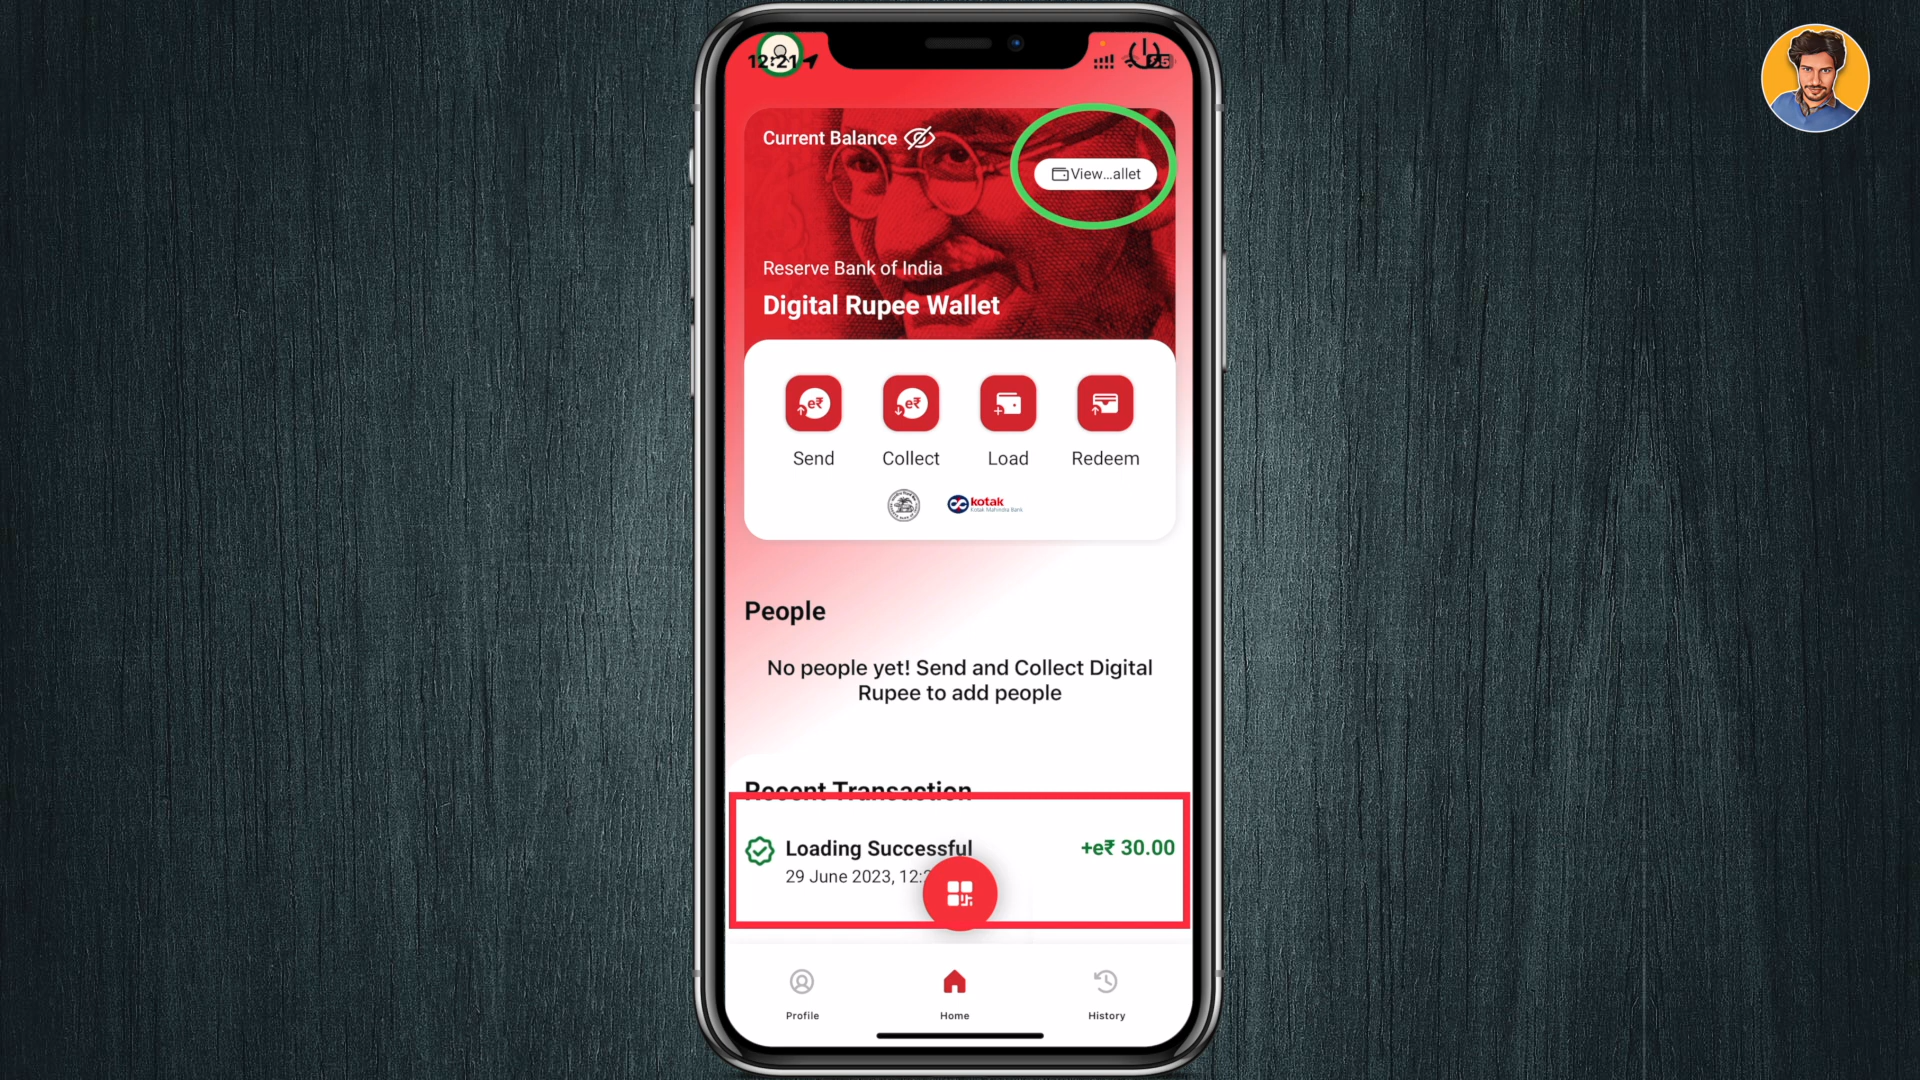 12:21
Current Balance
View...allet
Reserve Bank of India
Digital Rupee Wallet
e₹
e₹
Send
Collect
Load
Redeem
kotak
Kotak Mahindra Bank
People
No people yet! Send and Collect Digital
Rupee to add people
Recent Transaction
Loading Successful
+e₹ 30.00
29 June 2023, 12:
Profile
Home
History